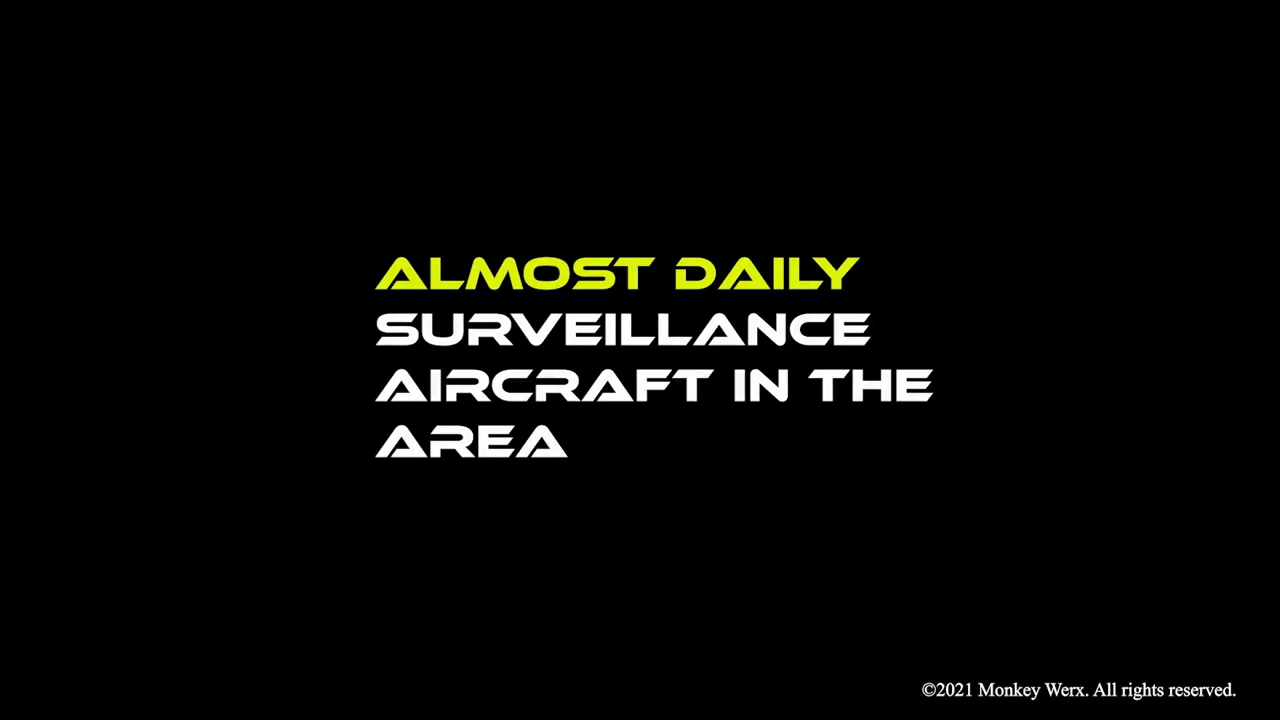 ALMOST DAILY
SURVEILLANCE
AIRCRAFT IN THE
AREA
©2021 Monkey Werx. All rights reserved.